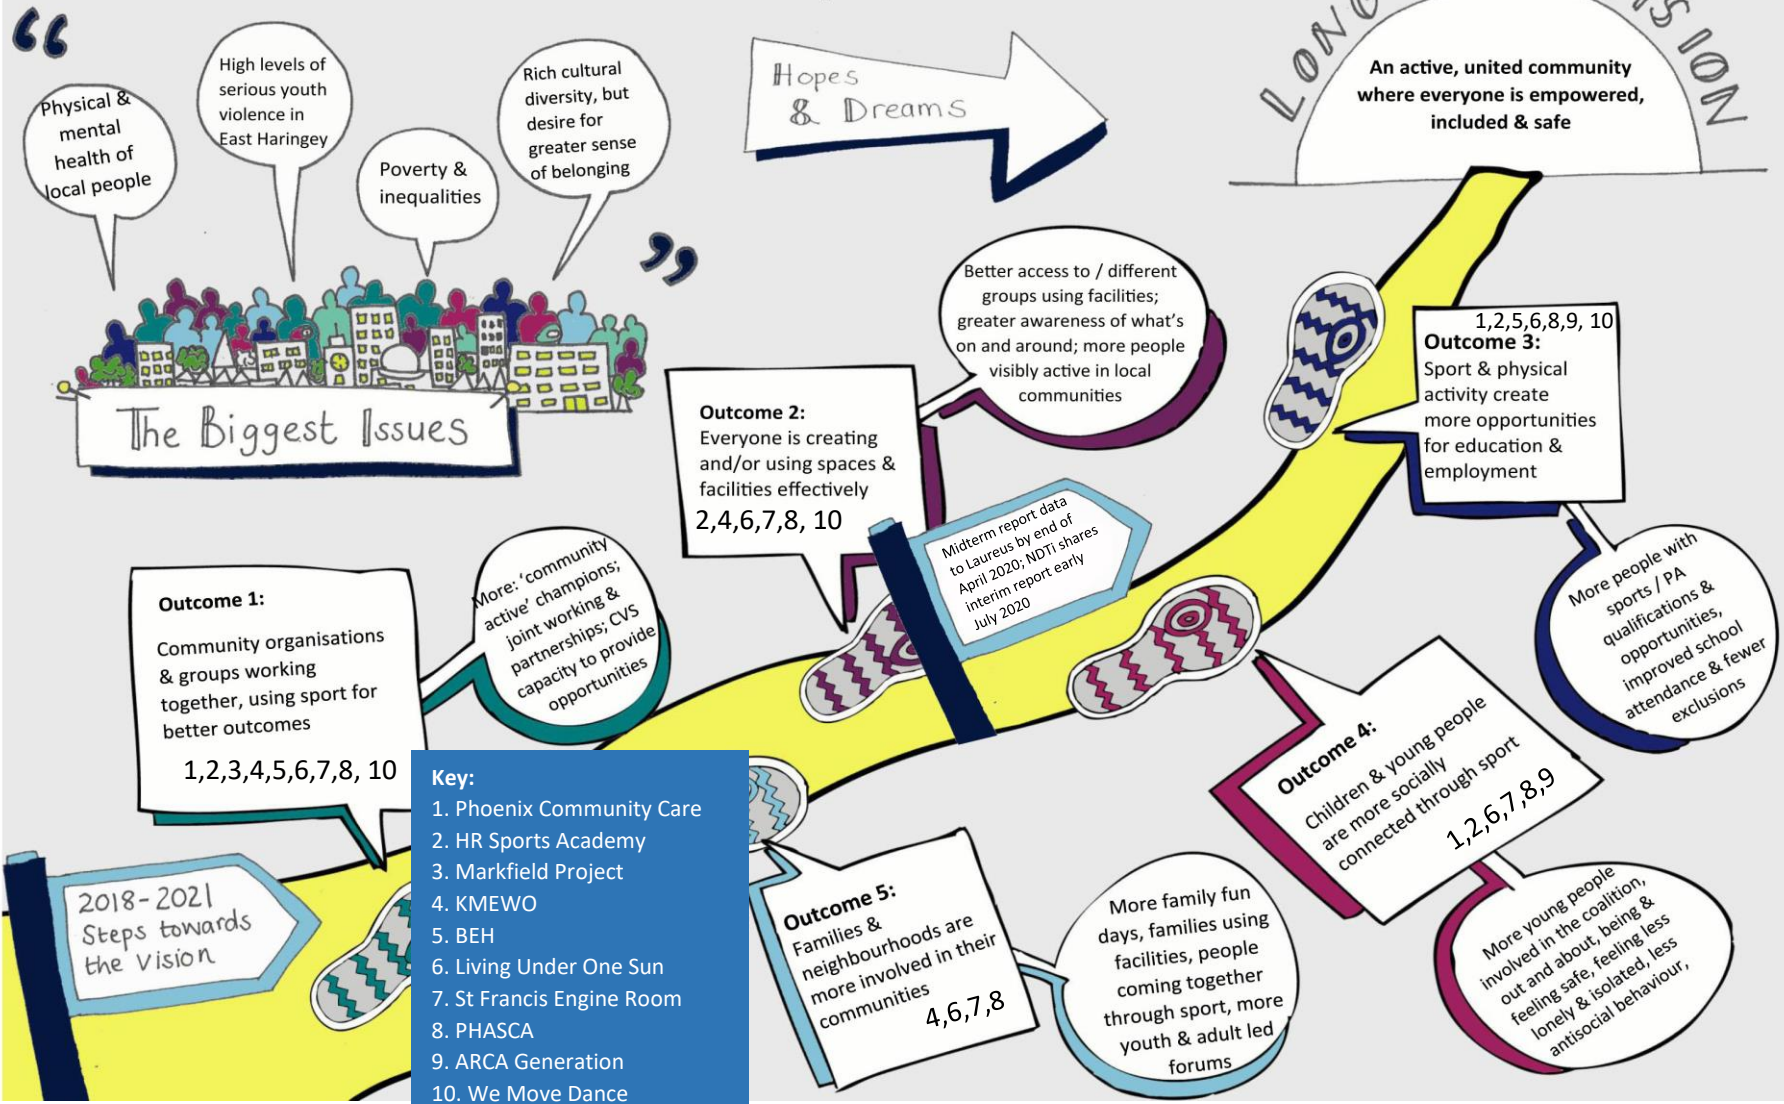 “
Physical &
mental
health of
local people
High levels of
serious youth
violence in
East Haringey
Poverty &
inequalities
Rich cultural
diversity, but
desire for
greater sense
of belonging
”
The Biggest Issues
Hopes
& Dreams
An active, united community
where everyone is empowered,
included & safe
2018-2021
Steps towards
the Vision
Outcome 1:
Community organisations
& groups working
together, using sport for
better outcomes
1,2,3,4,5,6,7,8, 10
More: ‘community
active’ champions;
joint working &
partnerships; CVS
capacity to provide
opportunities
Outcome 2:
Everyone is creating
and/or using spaces &
facilities effectively
2,4,6,7,8, 10
Better access to / different
groups using facilities;
greater awareness of what’s
on and around; more people
visibly active in local
communities
Midterm report data
to Laureus by end of
April 2020; NDTi shares
interim report early
July 2020
1,2,5,6,8,9, 10
Outcome 3:
Sport & physical
activity create
more opportunities
for education &
employment
More people with
sports / PA
qualifications &
opportunities,
improved school
attendance & fewer
exclusions
Outcome 4:
Children & young people
are more socially
connected through sport
1,2,6,7,8,9
More young people
involved in the coalition,
out and about, being &
feeling safe, feeling less
lonely & isolated, less
antisocial behaviour,
Outcome 5:
Families &
neighbourhoods are
more involved in their
communities
4,6,7,8
More family fun
days, families using
facilities, people
coming together
through sport, more
youth & adult led
forums
Key:
1. Phoenix Community Care
2. HR Sports Academy
3. Markfield Project
4. KMEWO
5. BEH
6. Living Under One Sun
7. St Francis Engine Room
8. PHASCA
9. ARCA Generation
10. We Move Dance